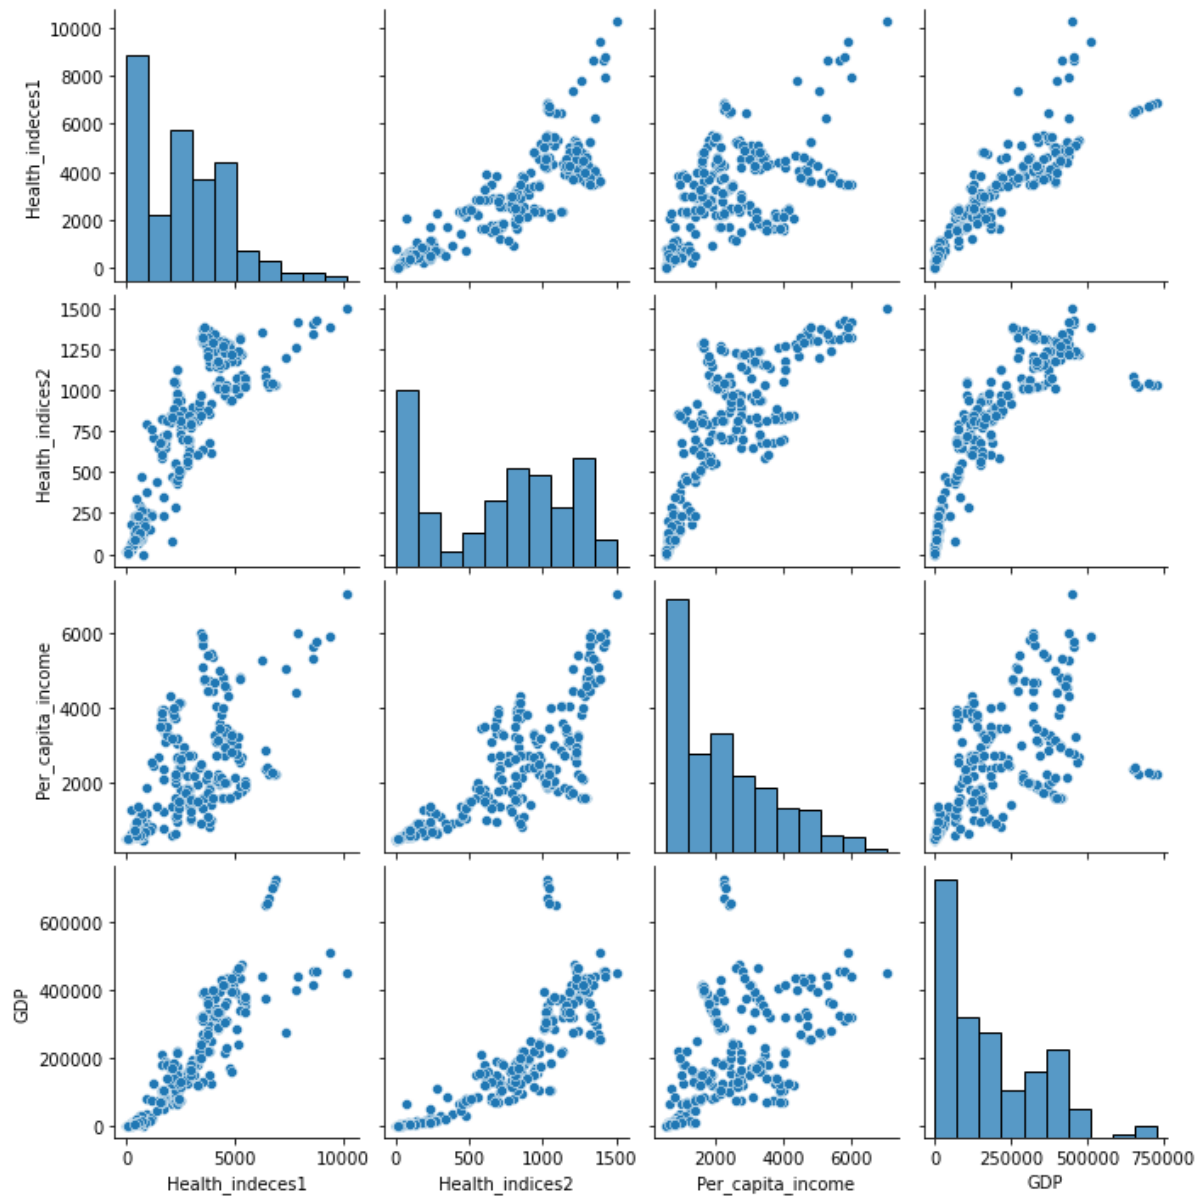 10000
8000
6000
4000
2000
0
Health_indeces1
1500
1250
1000
750
500
250
0
Health_indices2
6000
4000
2000
Per_capita_income
600000
400000
200000
0
GDP
0 5000 10000
0 500 1000 1500
2000 4000 6000
0 250000 500000 750000
Health_indeces1 Health_indices2 Per_capita_income GDP